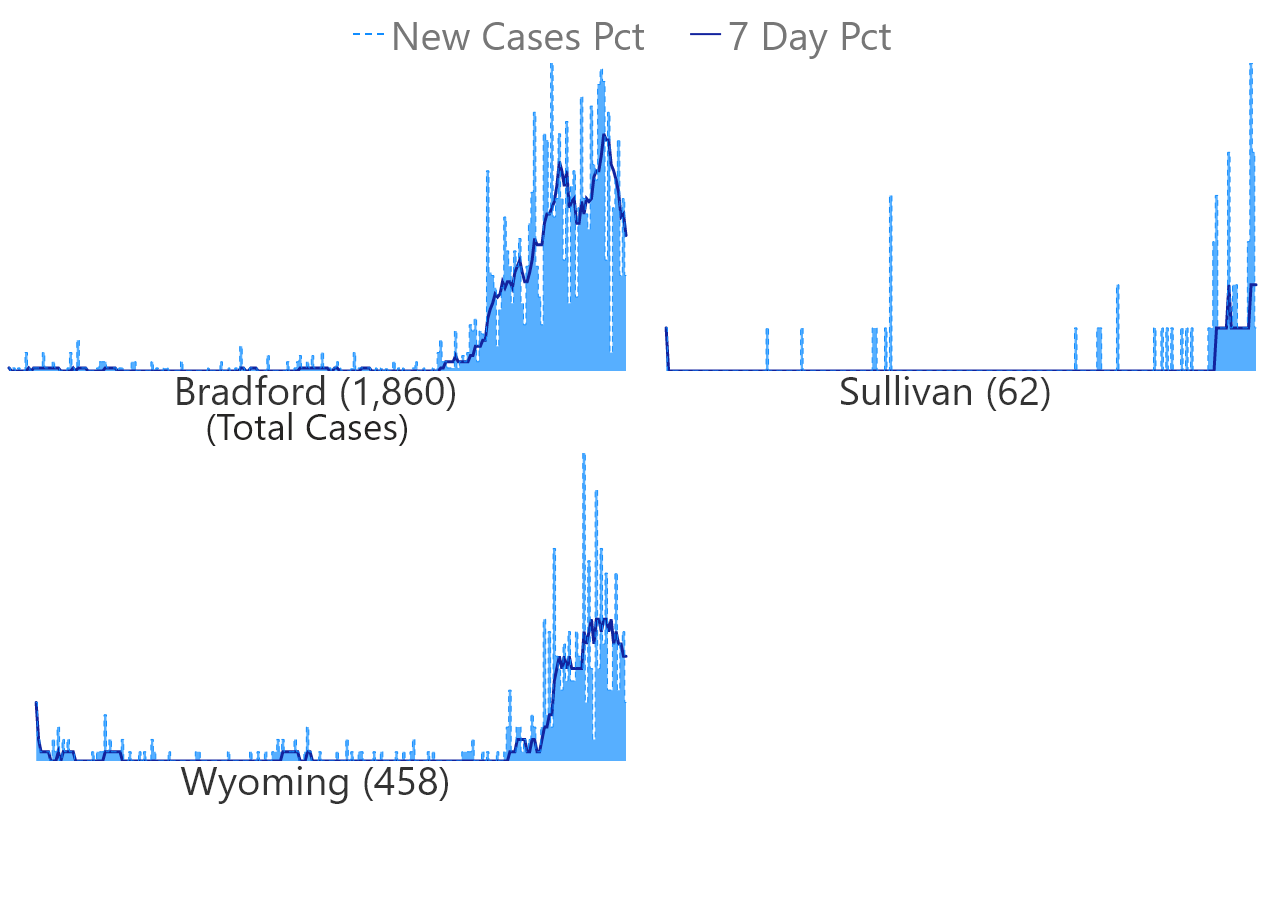 New Cases Pct 7 Day Pct
Bradford (1,860)
(Total Cases)
Sullivan (62)
Wyoming (458)